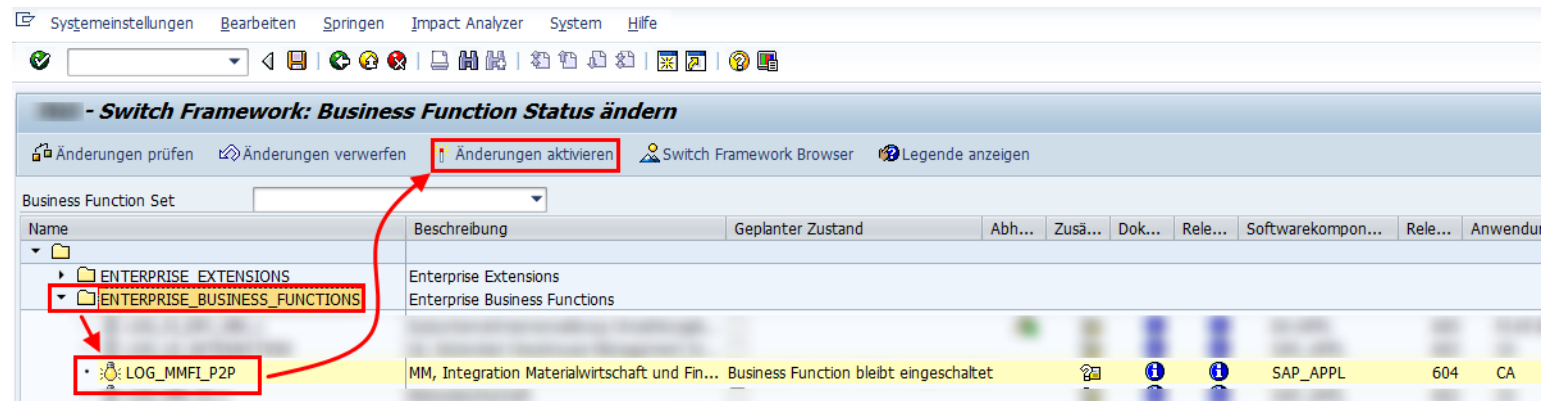 Systemeinstellungen Bearbeiten Springen Impact Analyzer System Hilfe
- Switch Framework: Business Function Status ändern
Änderungen prüfen Änderungen verwerfen Änderungen aktivieren Switch Framework Browser Legende anzeigen
Business Function Set
Name Beschreibung Geplanter Zustand Abh... Zusä... Dok... Rele... Softwarekompon... Rele... Anwendu
ENTERPRISE_EXTENSIONS Enterprise Extensions
ENTERPRISE_BUSINESS_FUNCTIONS Enterprise Business Functions
LOG_MMFI_P2P MM, Integration Materialwirtschaft und Fin... Business Function bleibt eingeschaltet SAP_APPL 604 CA